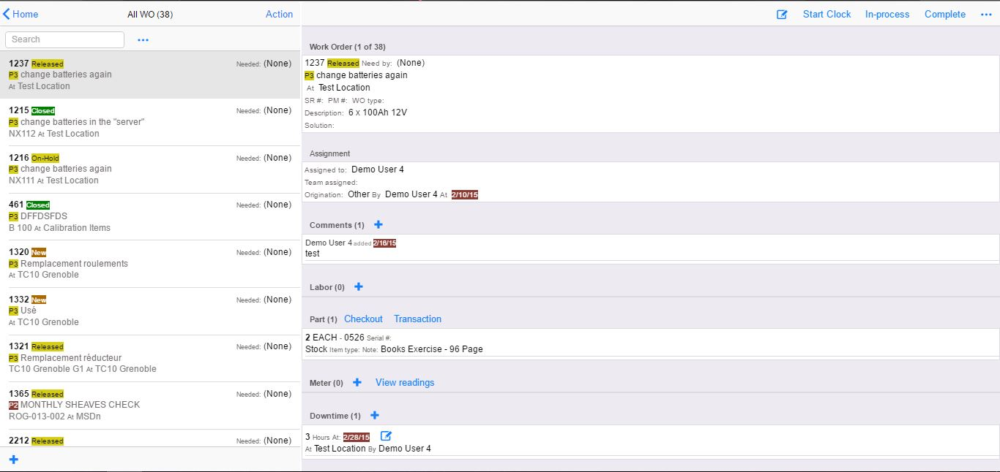 Home All WO (38) Action
Search
1237 Released Needed: (None)
P3 change batteries again
At Test Location
1215 Closed Needed: (None)
P3 change batteries in the "server"
NX112 At Test Location
1216 On-Hold Needed: (None)
P3 change batteries again
NX111 At Test Location
461 Closed Needed: (None)
P3 DFFDSFDS
B 100 At Calibration Items
1320 New Needed: (None)
P3 Remplacement roulements
At TC10 Grenoble
1332 New Needed: (None)
P3 Usé
At TC10 Grenoble
1321 Released Needed: (None)
P3 Remplacement réducteur
TC10 Grenoble G1 At TC10 Grenoble
1365 Released Needed: (None)
P2 MONTHLY SHEAVES CHECK
ROG-013-002 At MSDn
2212 Released Needed: (None)
Start Clock In-process Complete
Work Order (1 of 38)
1237 Released Need by: (None)
P3 change batteries again
At Test Location
SR #: PM #: WO type:
Description: 6 x 100Ah 12V
Solution:
Assignment
Assigned to: Demo User 4
Team assigned:
Origination: Other By Demo User 4 At 2/10/15
Comments (1)
Demo User 4 added 2/16/15
test
Labor (0)
Part (1) Checkout Transaction
2 EACH - 0526 Serial #:
Stock Item type: Note: Books Exercise - 96 Page
Meter (0) View readings
Downtime (1)
3 Hours At: 2/28/15
At Test Location By Demo User 4